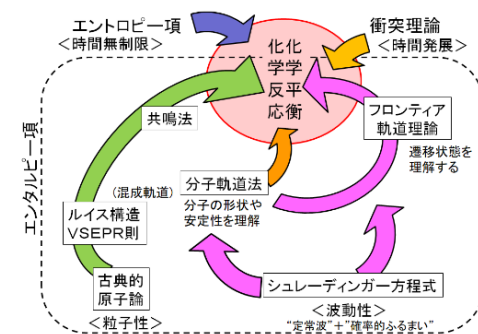 エントロピー項
＜時間無制限＞
衝突理論
＜時間発展＞
化学反応
化学平衡
共鳴法
フロンティア
軌道理論
遷移状態を
理解する
エンタルピー項
（混成軌道）
分子軌道法
分子の形状や
安定性を理解
ルイス構造
VSEPR則
古典的
原子論
＜粒子性＞
シュレーディンガー方程式
＜波動性＞
“定常波”+“確率的ふるまい”